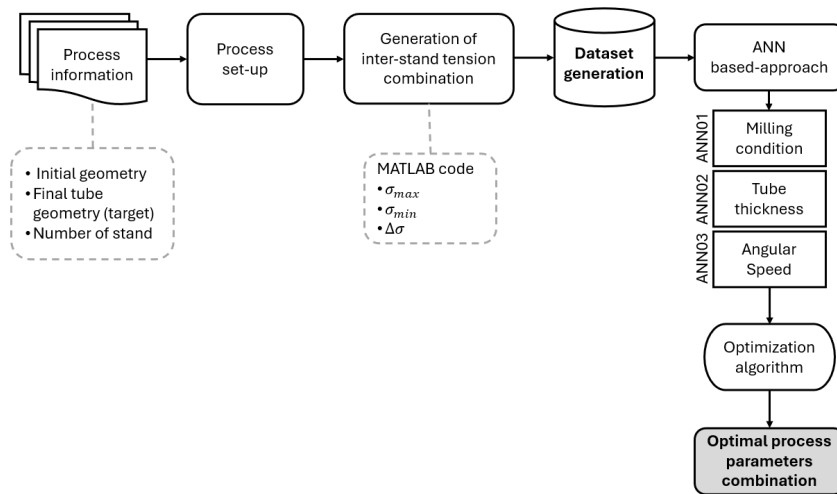 Process
information
Process
set-up
Generation of
inter-stand tension
combination
Dataset
generation
ANN
based-approach
• Initial geometry
• Final tube
geometry (target)
• Number of stand
MATLAB code
• σ_max
• σ_min
• Δσ
ANN01
Milling
condition
ANN02
Tube
thickness
ANN03
Angular
Speed
Optimization
algorithm
Optimal process
parameters
combination